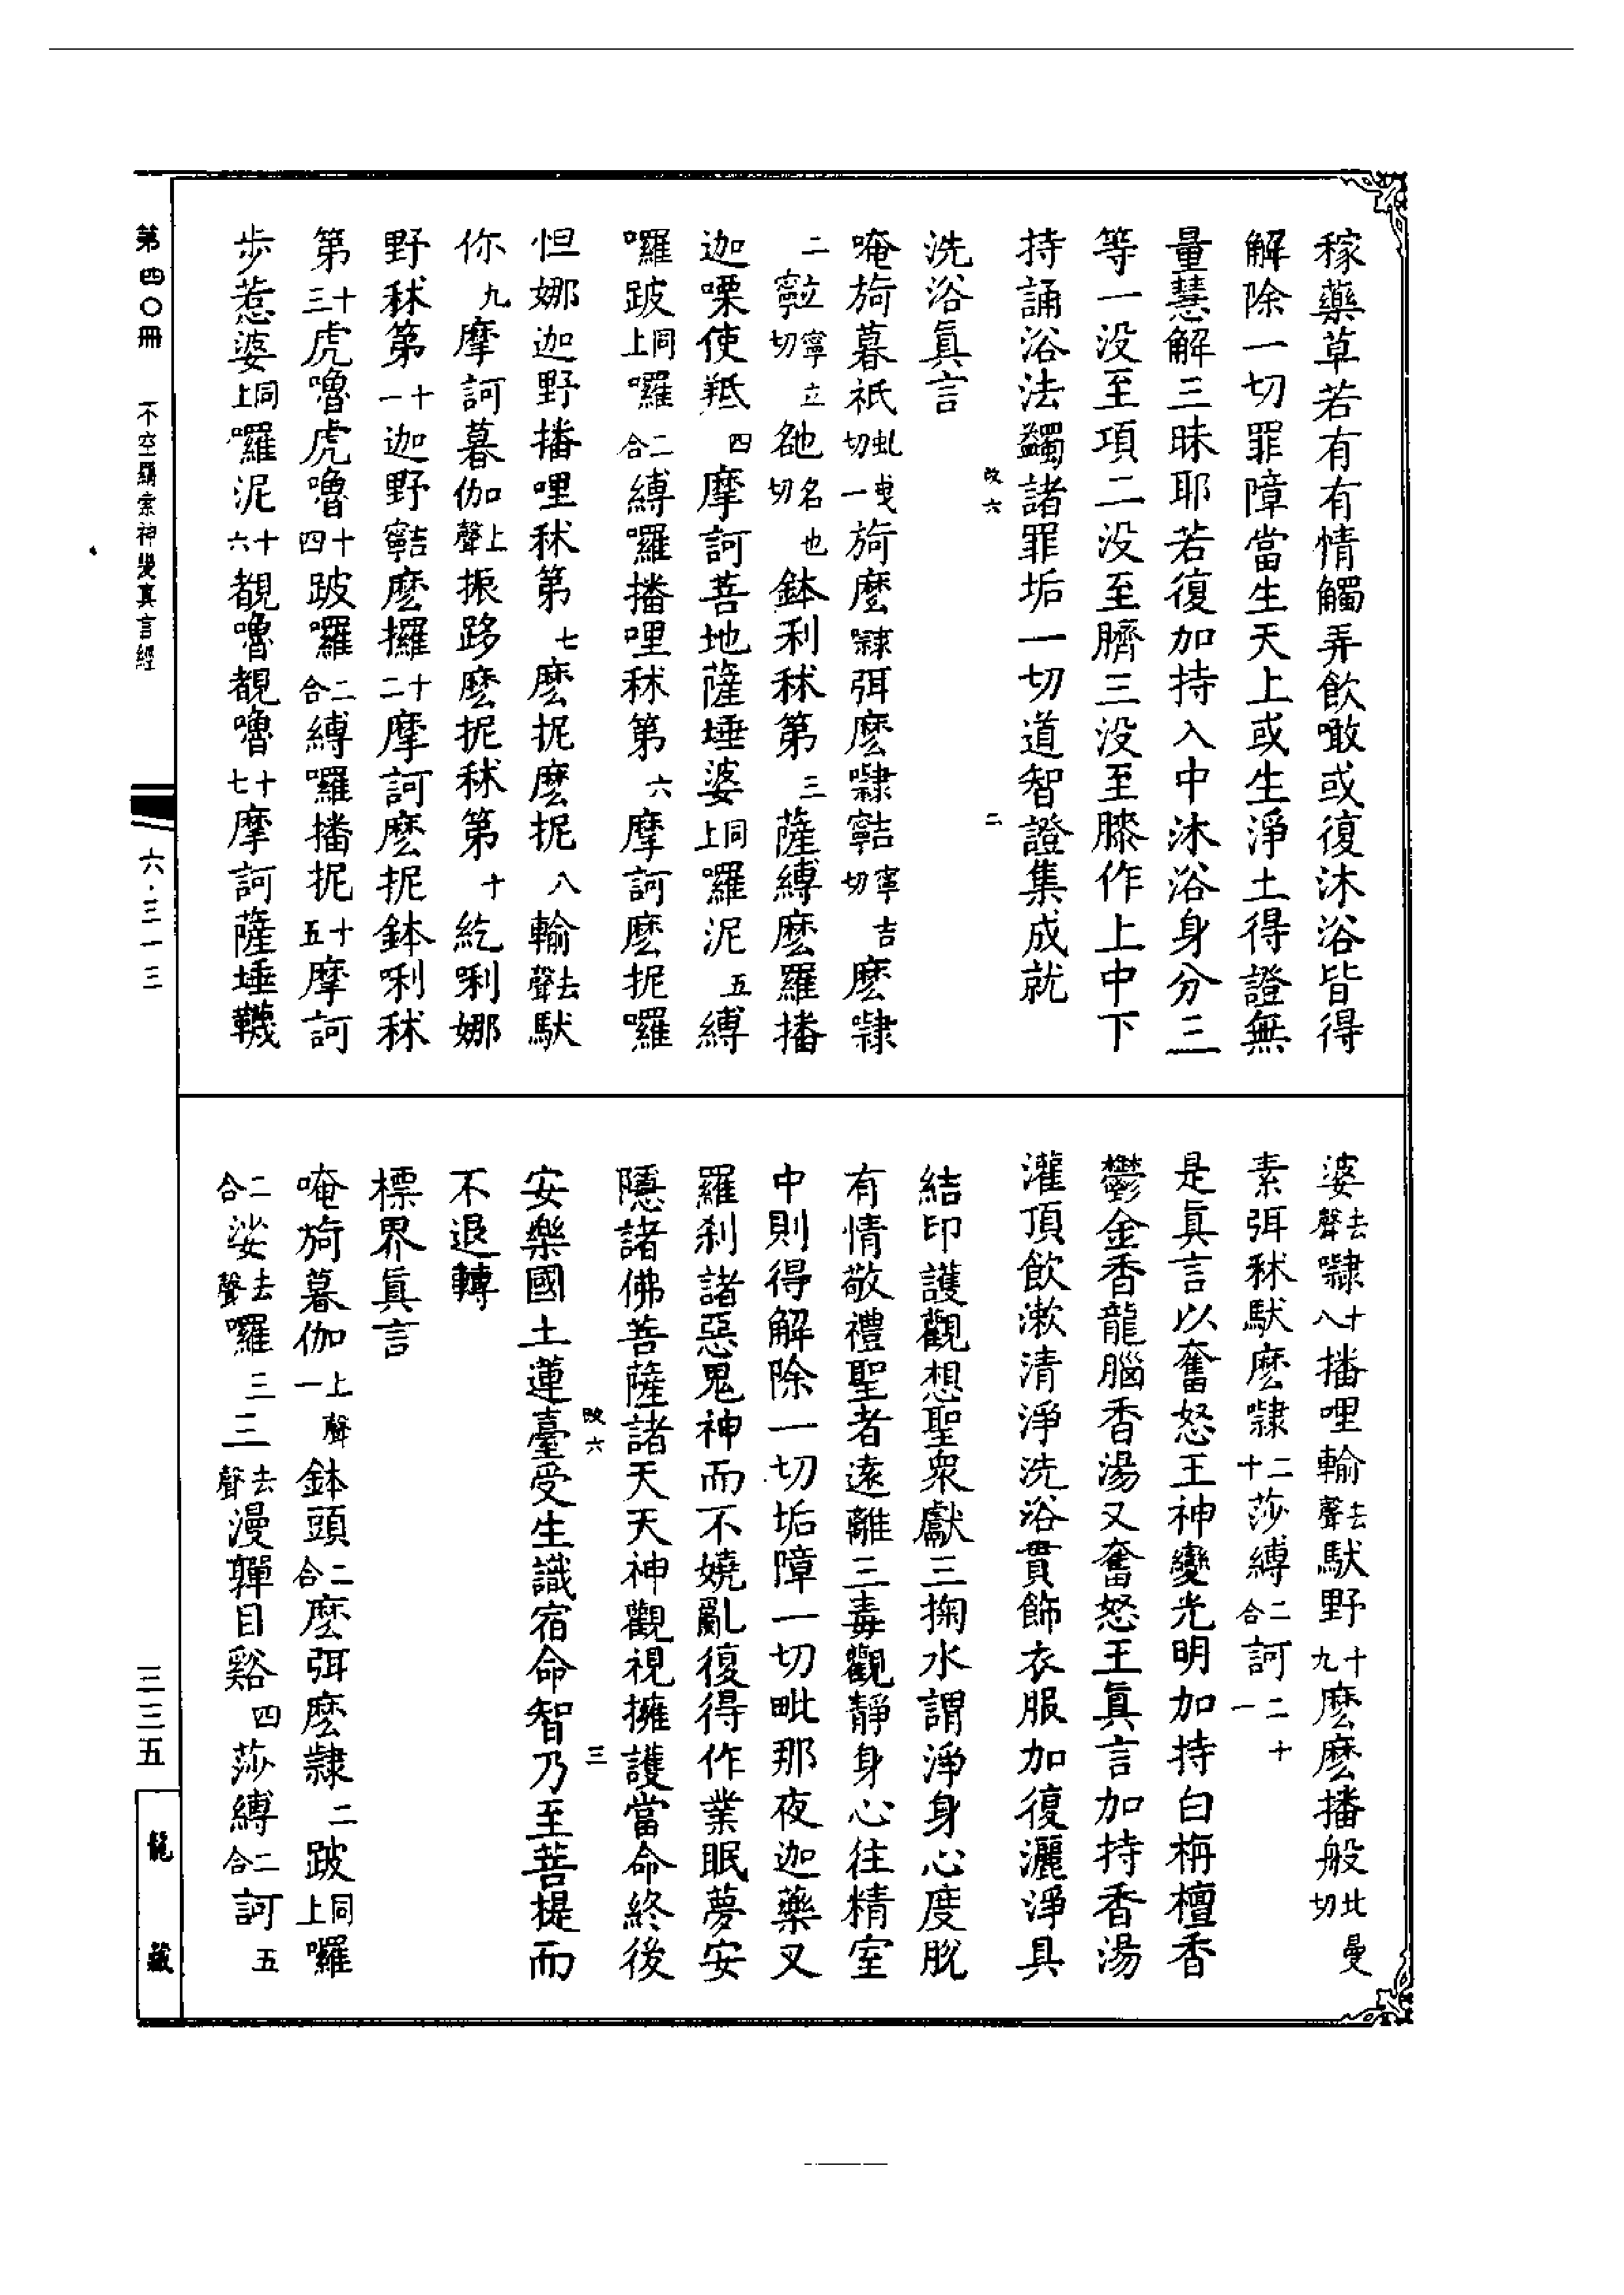 稼藥草若有有情觸弄飲噉或復沐浴皆得
解除一切罪障當生天上或生淨土得證無
量慧解三昧耶若復加持入中沐浴身分三
等一没至項二没至臍三没至膝作上中下
持誦浴法蠲諸罪垢一切道智證集成就
改六 二
洗浴眞言
唵旖暮祇虬曳切一旖麼隸弭麼隸𡫸寧吉切麼隸
二𡫸寧立切𦚢名也切鉢利秫第三薩縛麼羅播
迦㗚使羝四摩訶菩地薩埵婆同上囉泥五縛
囉跛同上囉二合縛囉播哩秫第六摩訶麼抳囉
怛娜迦野播哩秫第七麼抳麼抳八輸去聲馱
你九摩訶暮伽上聲振跢麼抳秫第十紇唎娜
野秫第十一迦野𡫸麼攞十二摩訶麼抳鉢唎秫
第十三虎嚕虎嚕十四跛囉二合縛囉播抳十五摩訶
步惹婆同上囉泥十六覩嚕覩嚕十七摩訶薩埵韈
婆去聲㘑十八播哩輸去聲馱野十九麼麼播般北曼切
素弭秫馱麼㘑二十莎縛二合訶二十一
是眞言以奮怒王神變光明加持白栴檀香
鬱金香龍腦香湯又奮怒王眞言加持香湯
灌頂飲漱清淨洗浴貫飾衣服加復灑淨具
結印護觀想聖衆獻三掬水謂淨身心度脫
有情敬禮聖者遠離三毒觀靜身心往精室
中則得解除一切垢障一切毗那夜迦藥叉
羅刹諸惡鬼神而不嬈亂復得作業眠夢安
隱諸佛菩薩諸天天神觀視擁護當命終後
改六 三
安樂國土蓮臺受生識宿命智乃至菩提而
不退轉
標界眞言
唵旖暮伽上聲一鉢頭二合麼弭麼隸二跛同上囉
二合娑去聲囉三三去聲漫嚲目谿四莎縛二合訶五
第四〇冊 不空羂索神變真言經 六·三一三
三三五 龍藏